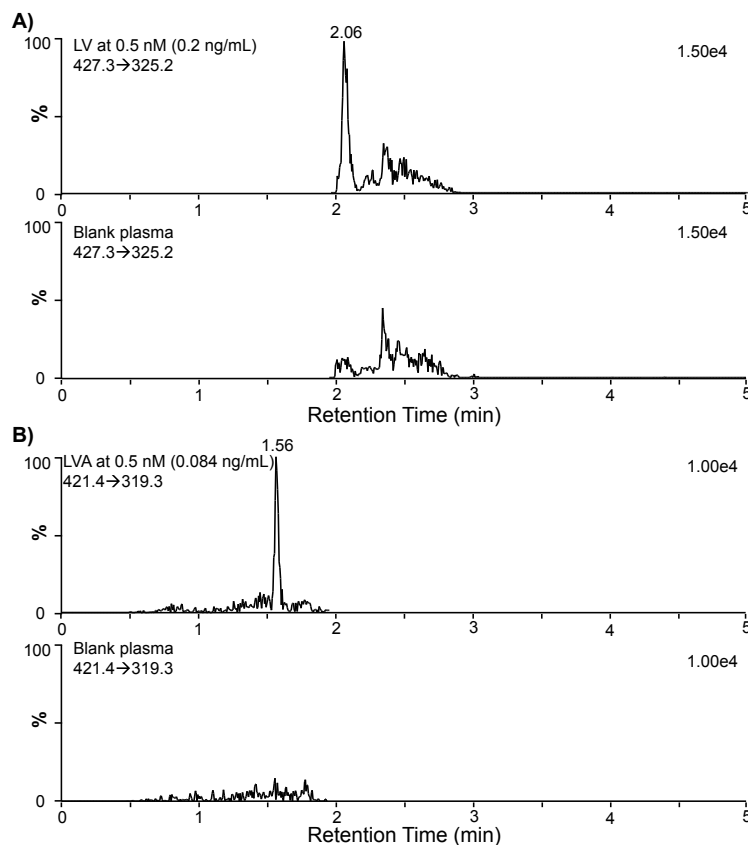 A)
2.06
100
LV at 0.5 nM (0.2 ng/mL)
1.50e4
427.3→325.2
%
0
0 1 2 3 4 5
100
Blank plasma
1.50e4
427.3→325.2
%
0
0 1 2 3 4 5
Retention Time (min)
B)
1.56
100
LVA at 0.5 nM (0.084 ng/mL)
1.00e4
421.4→319.3
%
0
0 1 2 3 4 5
100
Blank plasma
1.00e4
421.4→319.3
%
0
0 1 2 3 4 5
Retention Time (min)